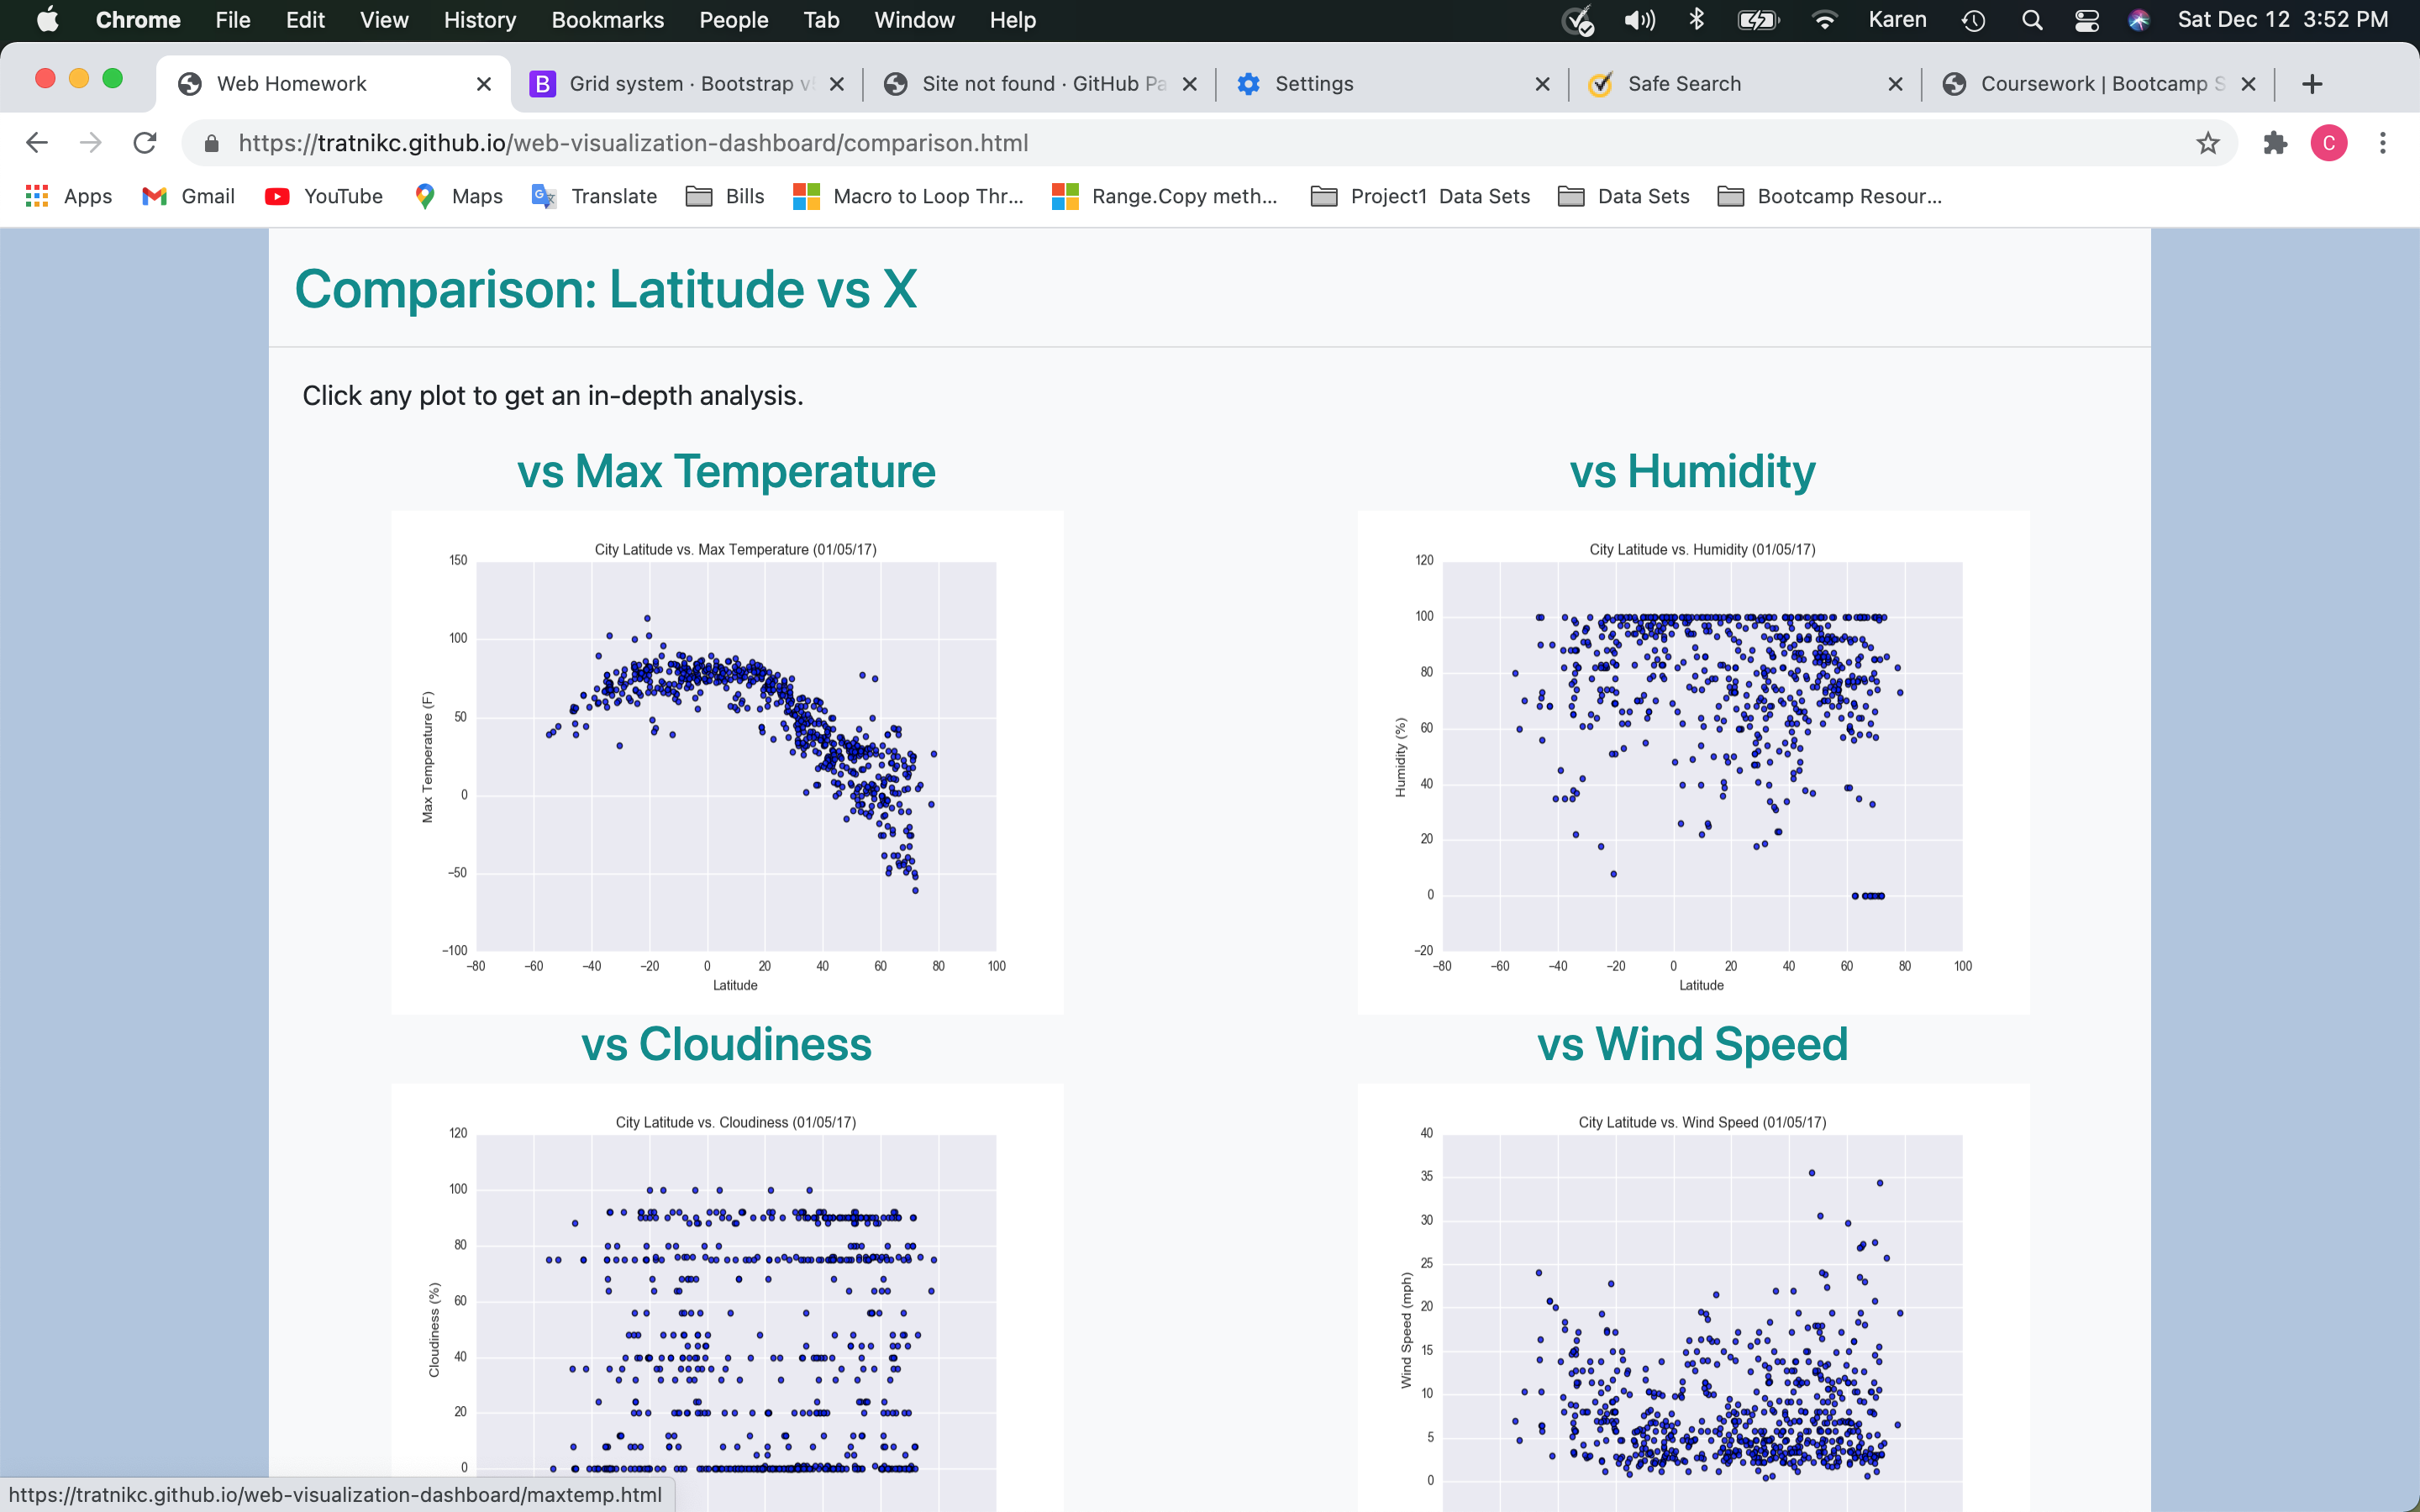 Chrome File Edit View History Bookmarks People Tab Window Help Karen Sat Dec 12 3:52 PM
Web Homework Grid system · Bootstrap v Site not found · GitHub Pa Settings Safe Search Coursework | Bootcamp S
https://tratnikc.github.io/web-visualization-dashboard/comparison.html C
Apps Gmail YouTube Maps Translate Bills Macro to Loop Thr... Range.Copy meth... Project1 Data Sets Data Sets Bootcamp Resour...
Comparison: Latitude vs X
Click any plot to get an in-depth analysis.
vs Max Temperature
City Latitude vs. Max Temperature (01/05/17)
Max Temperature (F)
150
100
50
0
−50
−100
−80 −60 −40 −20 0 20 40 60 80 100
Latitude
vs Humidity
City Latitude vs. Humidity (01/05/17)
Humidity (%)
120
100
80
60
40
20
0
−20
−80 −60 −40 −20 0 20 40 60 80 100
Latitude
vs Cloudiness
City Latitude vs. Cloudiness (01/05/17)
Cloudiness (%)
120
100
80
60
40
20
0
vs Wind Speed
City Latitude vs. Wind Speed (01/05/17)
Wind Speed (mph)
40
35
30
25
20
15
10
5
0
https://tratnikc.github.io/web-visualization-dashboard/maxtemp.html